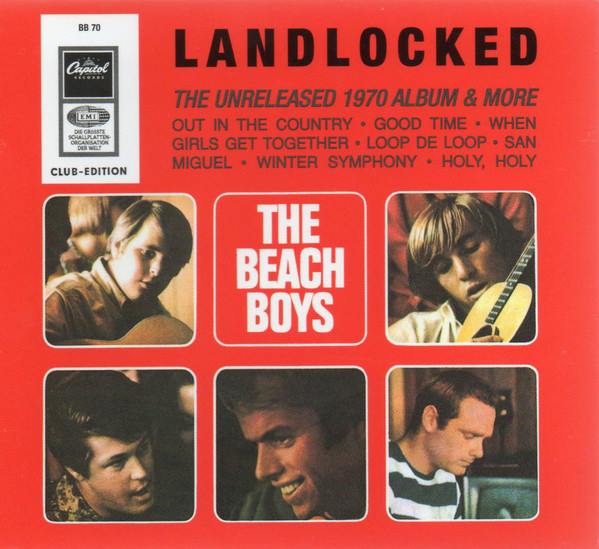 BB 70
Capitol
RECORDS
EMI
DIE GRÖSSTE
SCHALLPLATTEN-
ORGANISATION
DER WELT
CLUB-EDITION
LANDLOCKED
THE UNRELEASED 1970 ALBUM & MORE
OUT IN THE COUNTRY • GOOD TIME • WHEN
GIRLS GET TOGETHER • LOOP DE LOOP • SAN
MIGUEL • WINTER SYMPHONY • HOLY, HOLY
THE
BEACH
BOYS